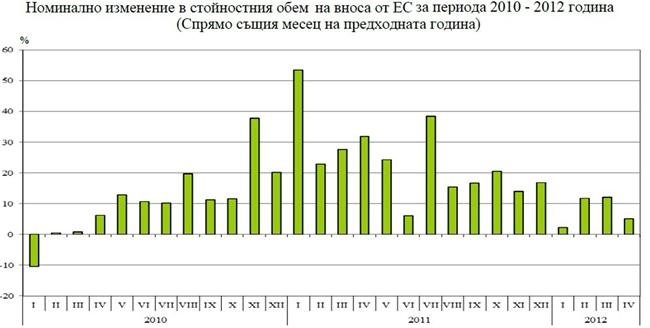 Номинално изменение в стойностния обем на вноса от ЕС за периода 2010 - 2012 година
(Спрямо същия месец на предходната година)
%
60
50
40
30
20
10
0
-10
-20
I II III IV V VI VII VIII IX X XI XII I II III IV V VI VII VIII IX X XI XII I II III IV
2010 2011 2012